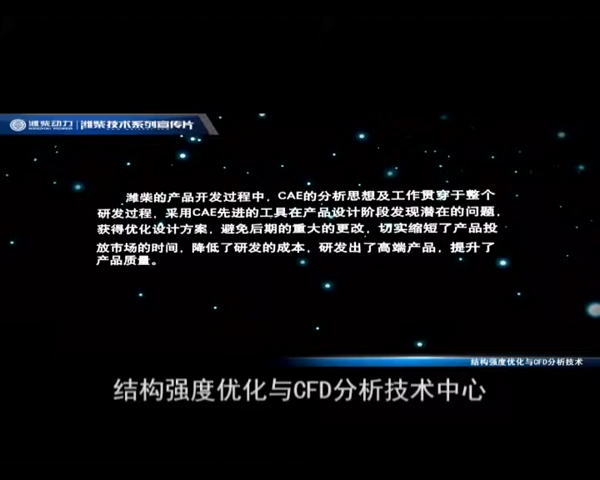 潍柴动力
WEICHAI POWER
潍柴技术系列宣传片
潍柴的产品开发过程中，CAE的分析思想及工作贯穿于整个
研发过程，采用CAE先进的工具在产品设计阶段发现潜在的问题，
获得优化设计方案，避免后期的重大的更改，切实缩短了产品投
放市场的时间，降低了研发的成本，研发出了高端产品，提升了
产品质量。
结构强度优化与CFD分析技术
结构强度优化与CFD分析技术中心